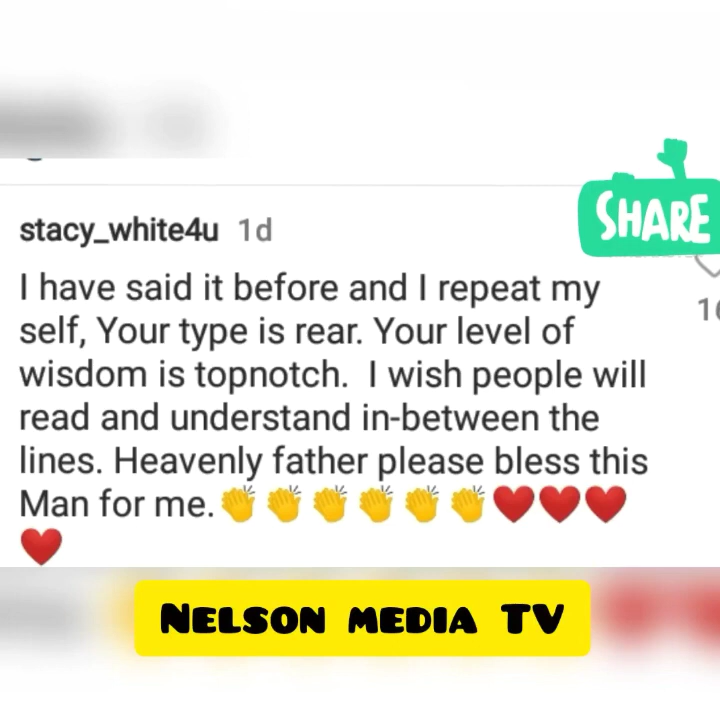 SHARE
stacy_white4u 1d
I have said it before and I repeat my
self, Your type is rear. Your level of
wisdom is topnotch.  I wish people will
read and understand in-between the
lines. Heavenly father please bless this
Man for me.👏👏👏👏👏👏❤️❤️❤️
❤️
NELSON MEDIA TV